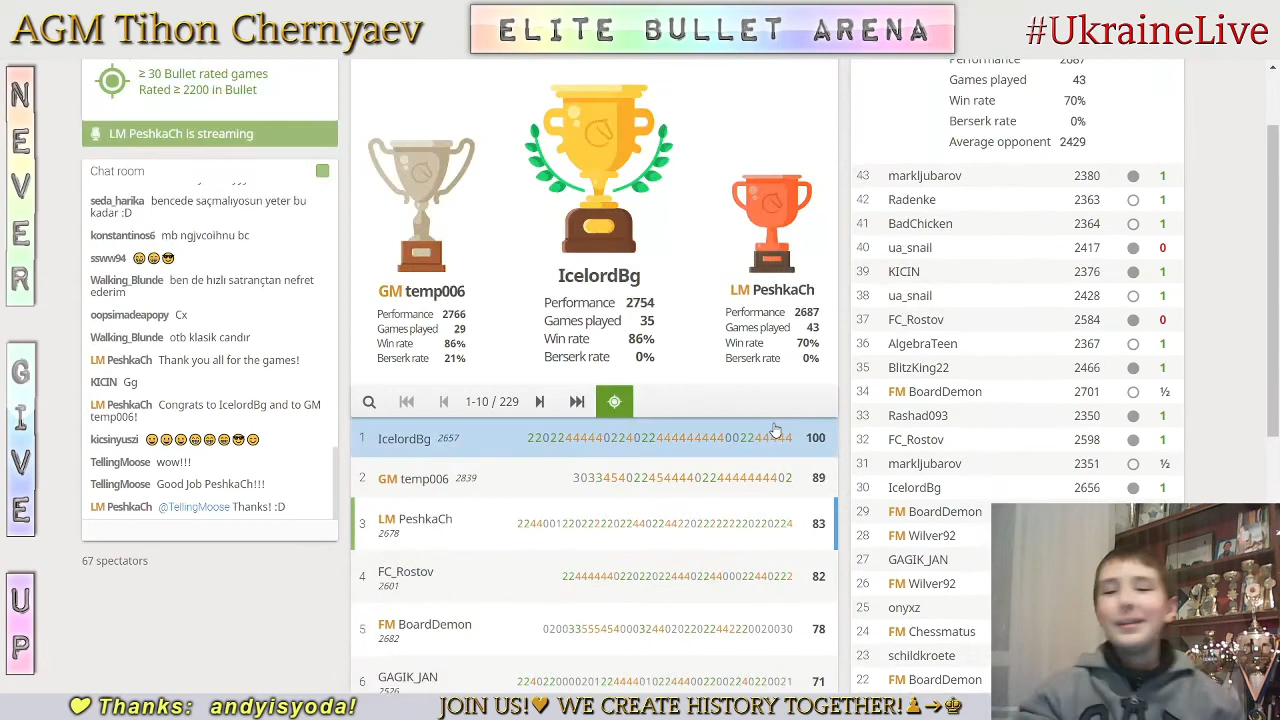 AGM Tihon Chernyaev
ELITE BULLET ARENA
#UkraineLive
NEVER
GIVE
UP
≥ 30 Bullet rated games
Rated ≥ 2200 in Bullet
LM PeshkaCh is streaming
Chat room
seda_harika bencede saçmalıyosun yeter bu
kadar :D
konstantinos6 mb ngjvcoihnu bc
ssww94
Walking_Blunde ben de hızlı satrançtan nefret
ederim
oopsimadeapopy Cx
Walking_Blunde otb klasik candır
LM PeshkaCh Thank you all for the games!
KICIN Gg
LM PeshkaCh Congrats to IcelordBg and to GM
temp006!
kicsinyuszi
TellingMoose wow!!!
TellingMoose Good Job PeshkaCh!!!
LM PeshkaCh @TellingMoose Thanks! :D
67 spectators
GM temp006
Performance 2766
Games played 29
Win rate 86%
Berserk rate 21%
IcelordBg
Performance 2754
Games played 35
Win rate 86%
Berserk rate 0%
LM PeshkaCh
Performance 2687
Games played 43
Win rate 70%
Berserk rate 0%
1-10 / 229
1 IcelordBg 2657 100
2 GM temp006 2839 3033454022454444022444444402 89
3 LM PeshkaCh 2678 83
4 FC_Rostov 2601 82
5 FM BoardDemon 2682 78
6 GAGIK_JAN 2526 71
Performance 2687
Games played 43
Win rate 70%
Berserk rate 0%
Average opponent 2429
43 markljubarov 2380 1
42 Radenke 2363 1
41 BadChicken 2364 1
40 ua_snail 2417 0
39 KICIN 2376 1
38 ua_snail 2428 1
37 FC_Rostov 2584 0
36 AlgebraTeen 2367 1
35 BlitzKing22 2466 1
34 FM BoardDemon 2701 ½
33 Rashad093 2350 1
32 FC_Rostov 2598 1
31 markljubarov 2351 ½
30 IcelordBg 2656 1
29 FM BoardDemon
28 FM Wilver92
27 GAGIK_JAN
26 FM Wilver92
25 onyxz
24 FM Chessmatus
23 schildkroete
22 FM BoardDemon
Thanks: andyisyoda!
JOIN US! WE CREATE HISTORY TOGETHER!